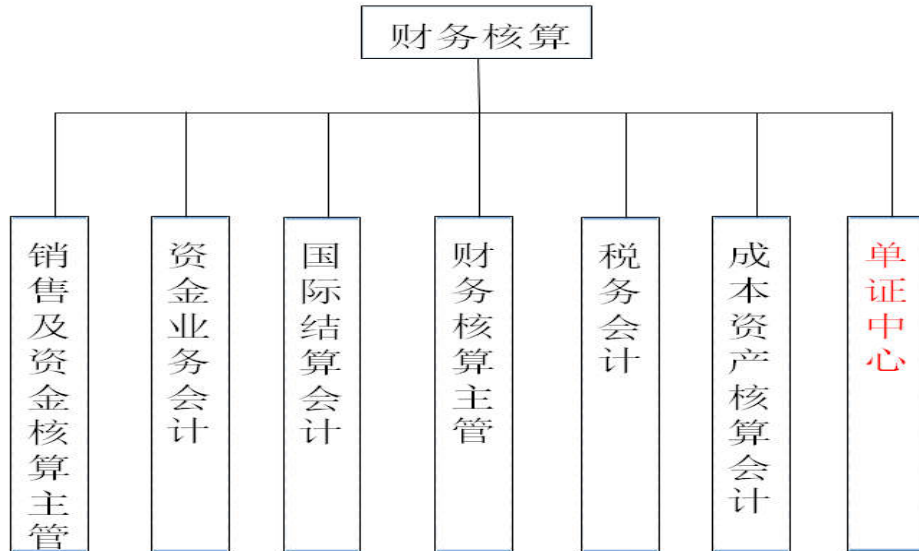 财务核算
销售及资金核算主管
资金业务会计
国际结算会计
财务核算主管
税务会计
成本资产核算会计
单证中心